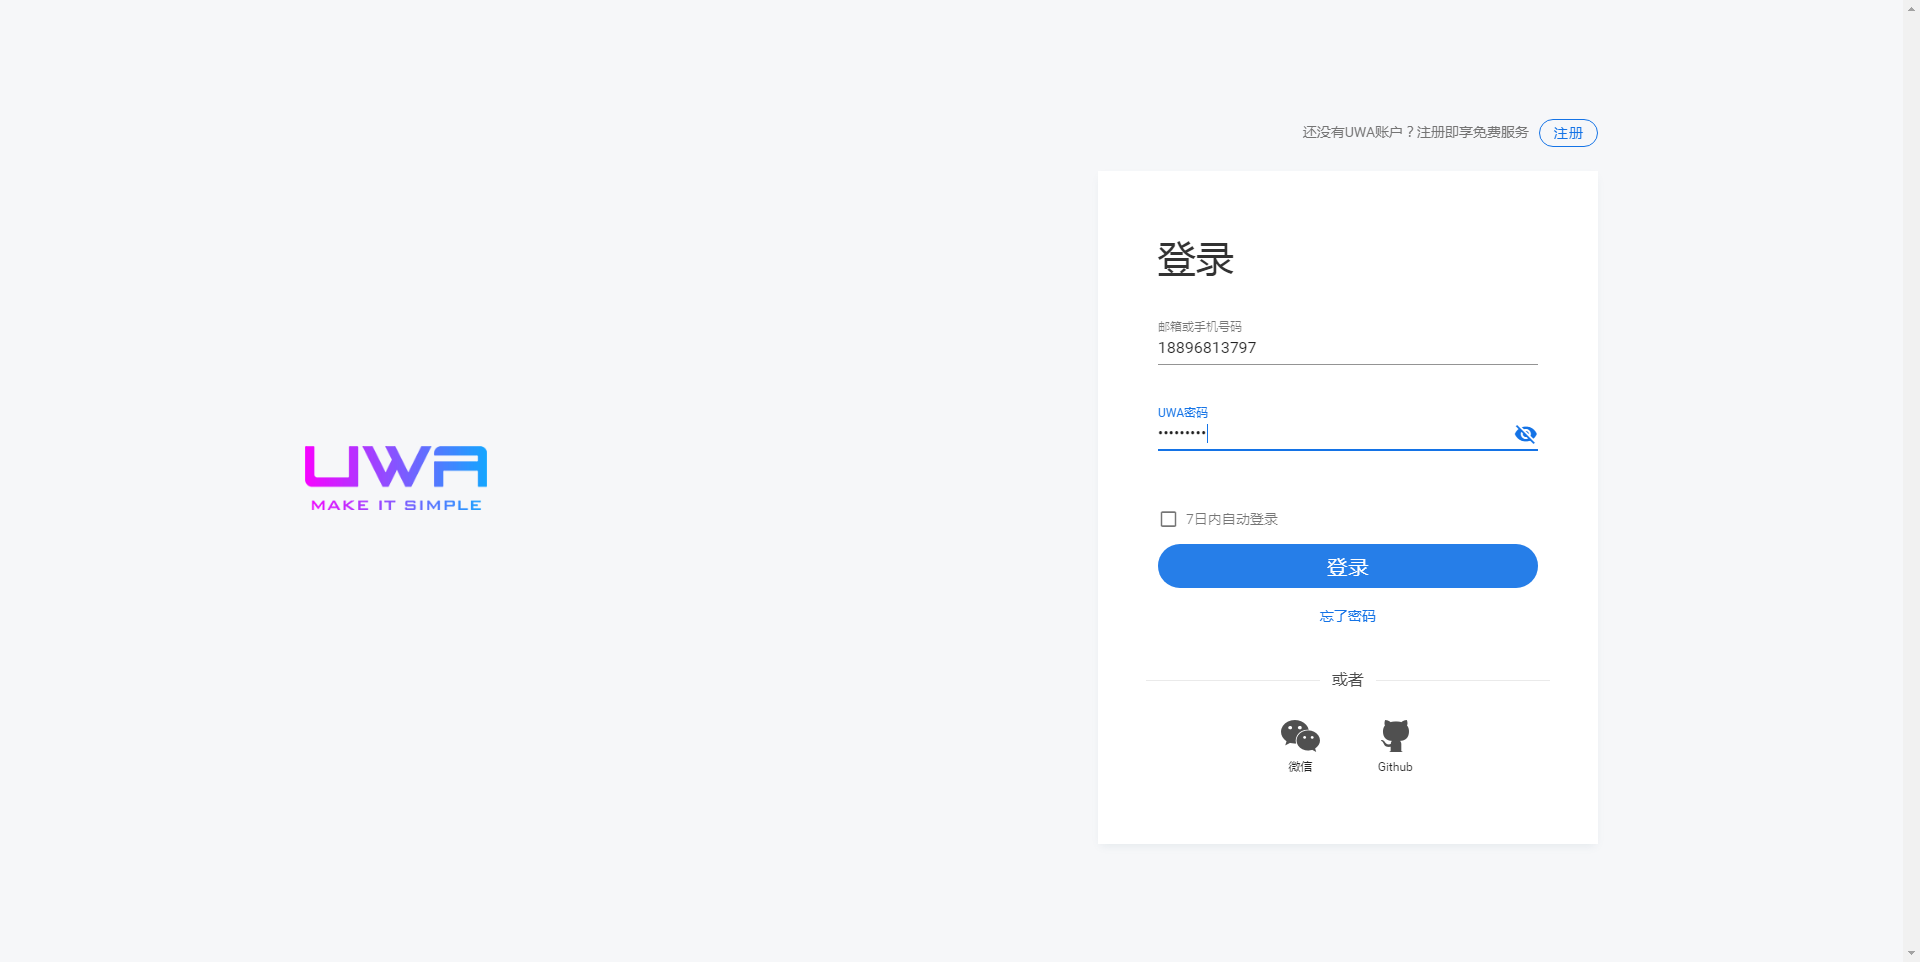 还没有UWA账户？注册即享免费服务 注册
登录
邮箱或手机号码
18896813797
UWA密码
•••••••••
UWA
MAKE IT SIMPLE
7日内自动登录
登录
忘了密码
或者
微信 Github